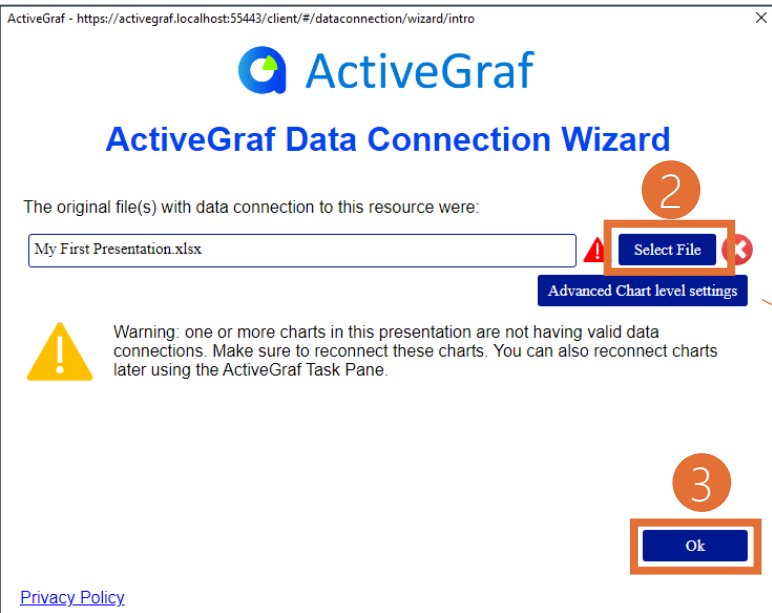 ActiveGraf - https://activegraf.localhost:55443/client/#/dataconnection/wizard/intro
ActiveGraf
ActiveGraf Data Connection Wizard
2
The original file(s) with data connection to this resource were:
My First Presentation.xlsx
Select File
Advanced Chart level settings
Warning: one or more charts in this presentation are not having valid data
connections. Make sure to reconnect these charts. You can also reconnect charts
later using the ActiveGraf Task Pane.
3
Ok
Privacy Policy